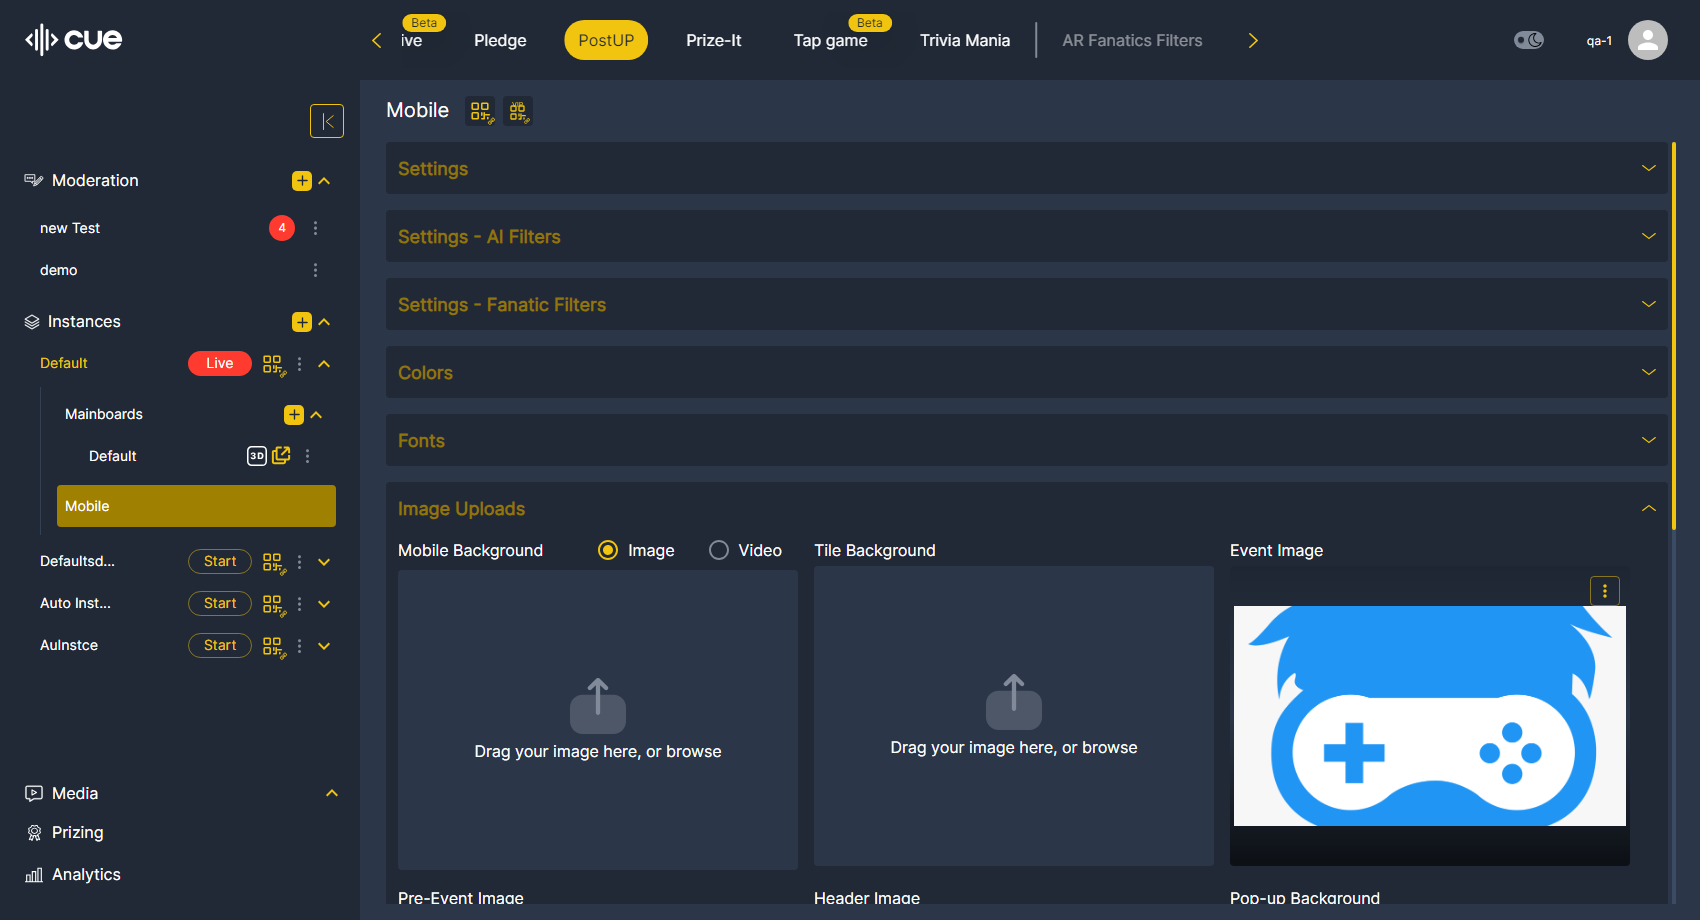 cue
Beta
ive
Pledge
PostUP
Prize-It
Beta
Tap game
Trivia Mania
AR Fanatics Filters
qa-1
Moderation
new Test
4
demo
Instances
Default
Live
Mainboards
Default
3D
Mobile
Defaultsd...
Start
Auto Inst...
Start
AuInstce
Start
Media
Prizing
Analytics
Mobile
VIP
Settings
Settings - AI Filters
Settings - Fanatic Filters
Colors
Fonts
Image Uploads
Mobile Background
Image
Video
Tile Background
Event Image
Drag your image here, or browse
Drag your image here, or browse
Pre-Event Image
Header Image
Pop-up Background